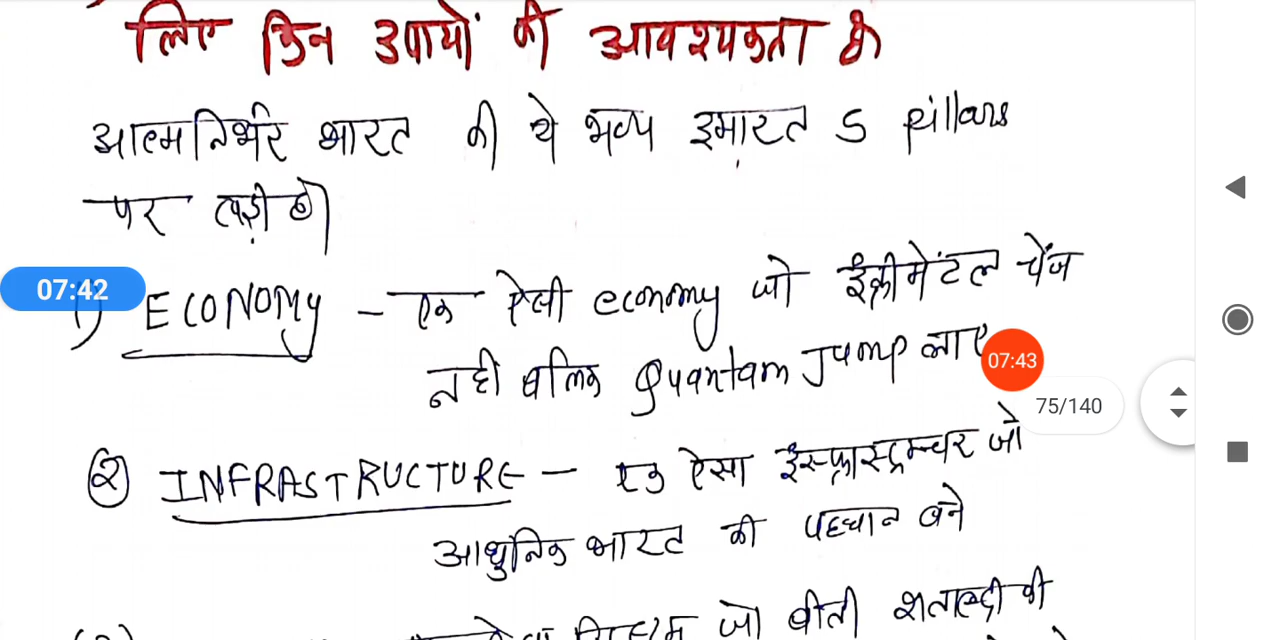 लिए किन उपायों की आवश्यकता है
आत्मनिर्भर भारत की ये भव्य इमारत 5 pillars
पर खड़ी है।
07:42
1) ECONOMY - एक ऐसी economy जो इंक्रीमेंटल चेंज
नही बल्कि Quantam Jump लाए
07:43
75/140
② INFRASTRUCTURE - एक ऐसा इंफ्रास्ट्रक्चर जो
आधुनिक भारत की पहचान बने
जो बीती शताब्दी की